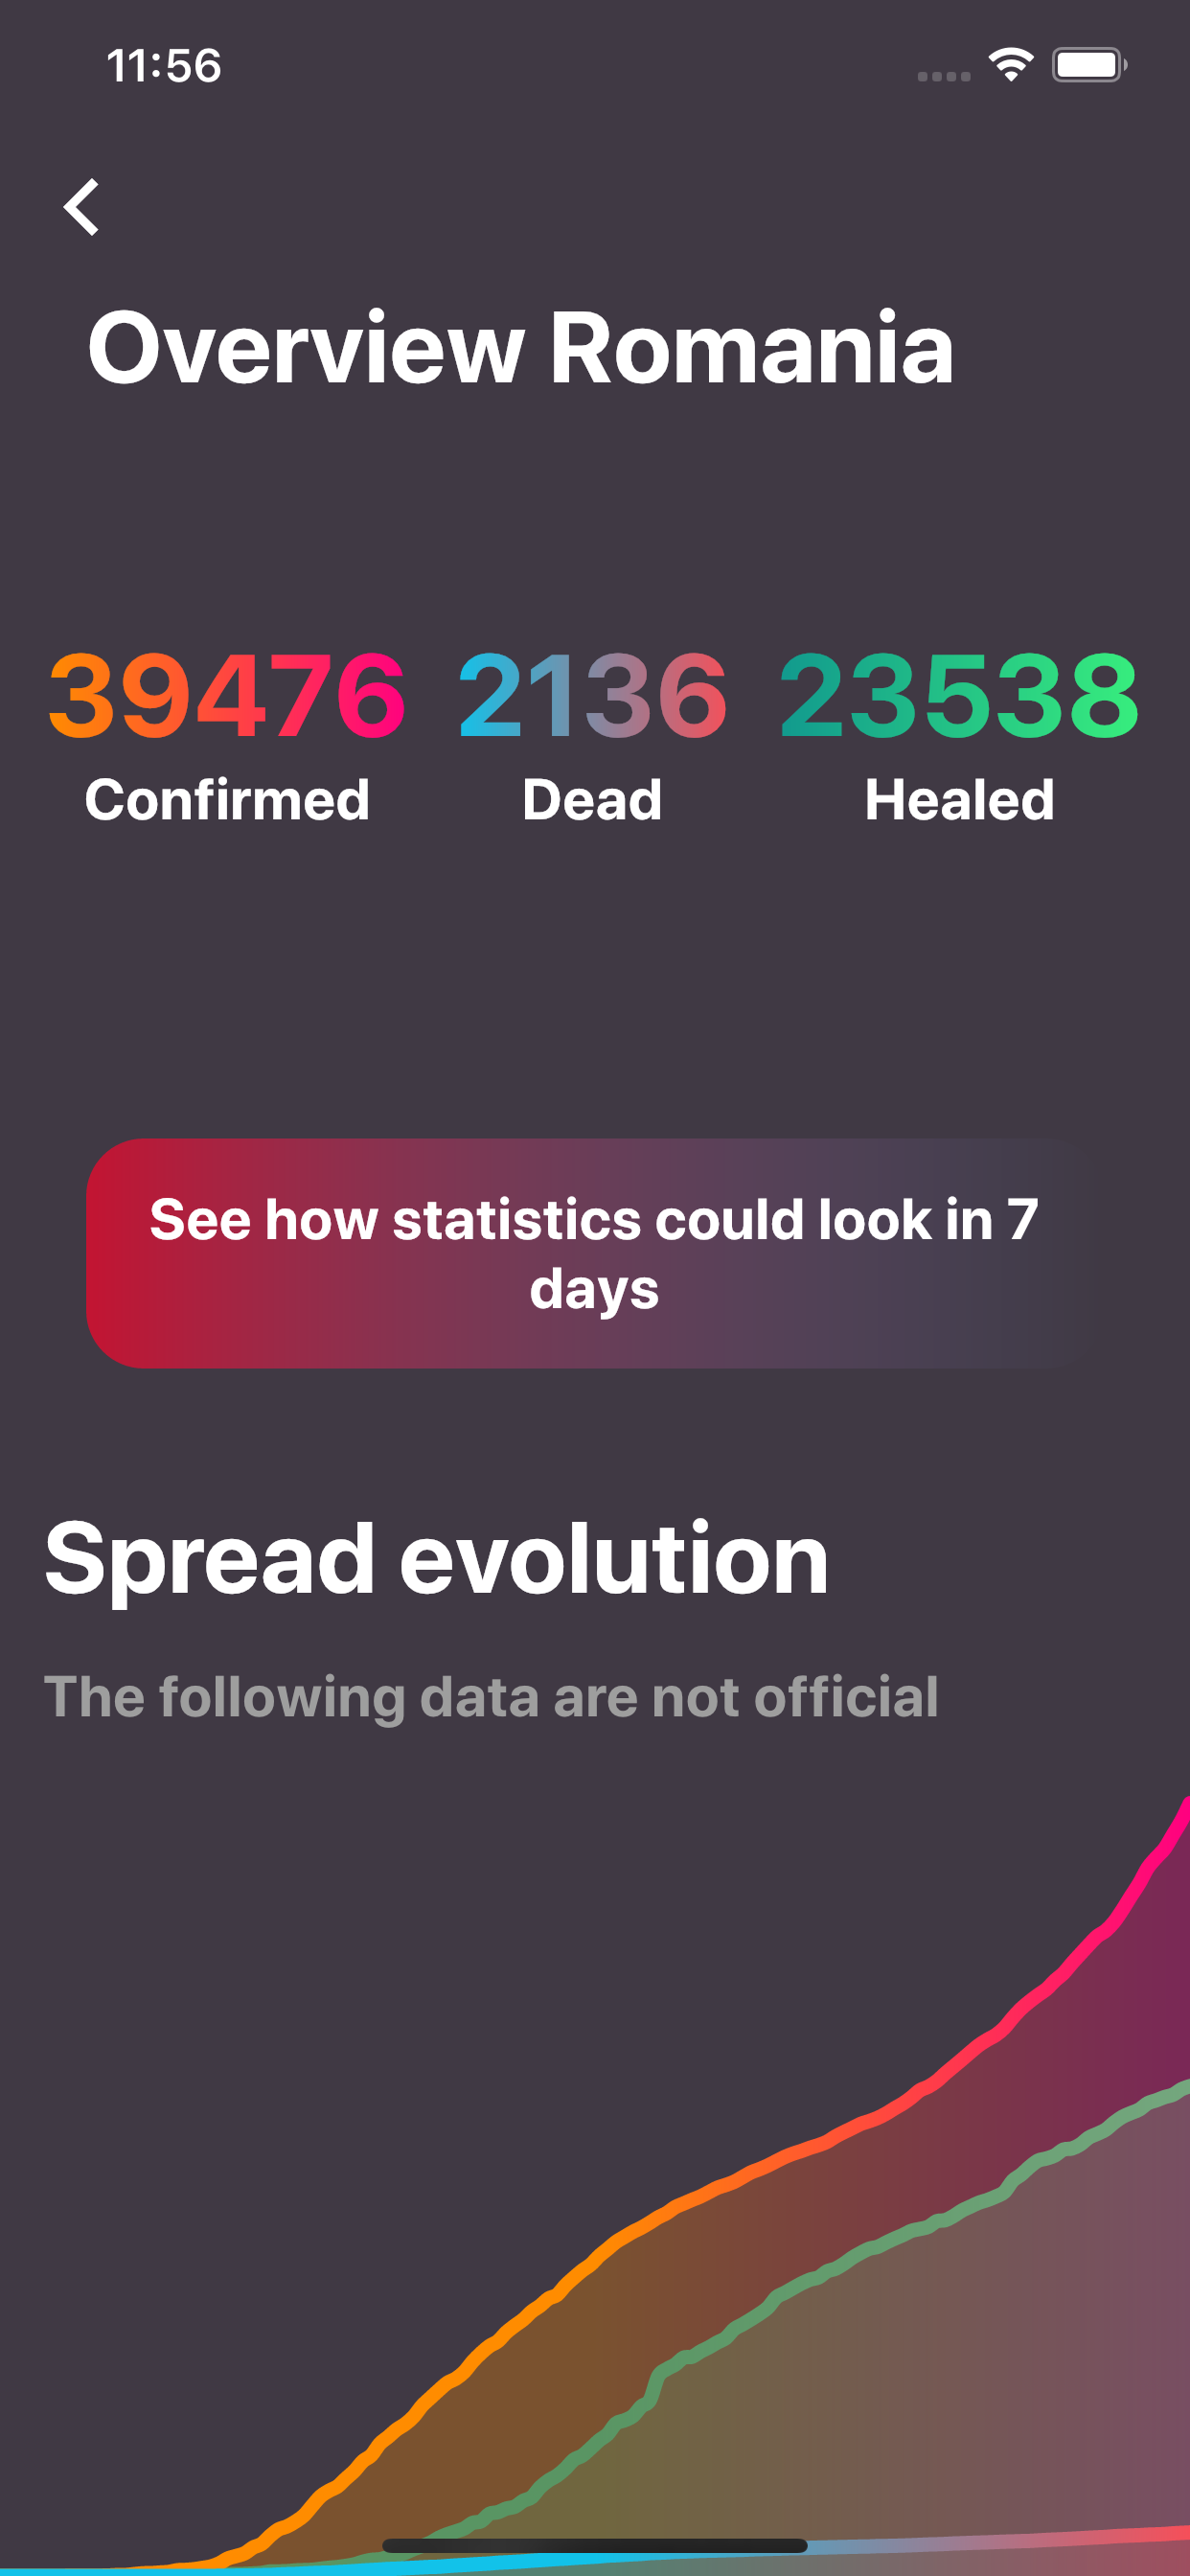 11:56
Overview Romania
39476 2136 23538
Confirmed Dead Healed
See how statistics could look in 7
days
Spread evolution
The following data are not official